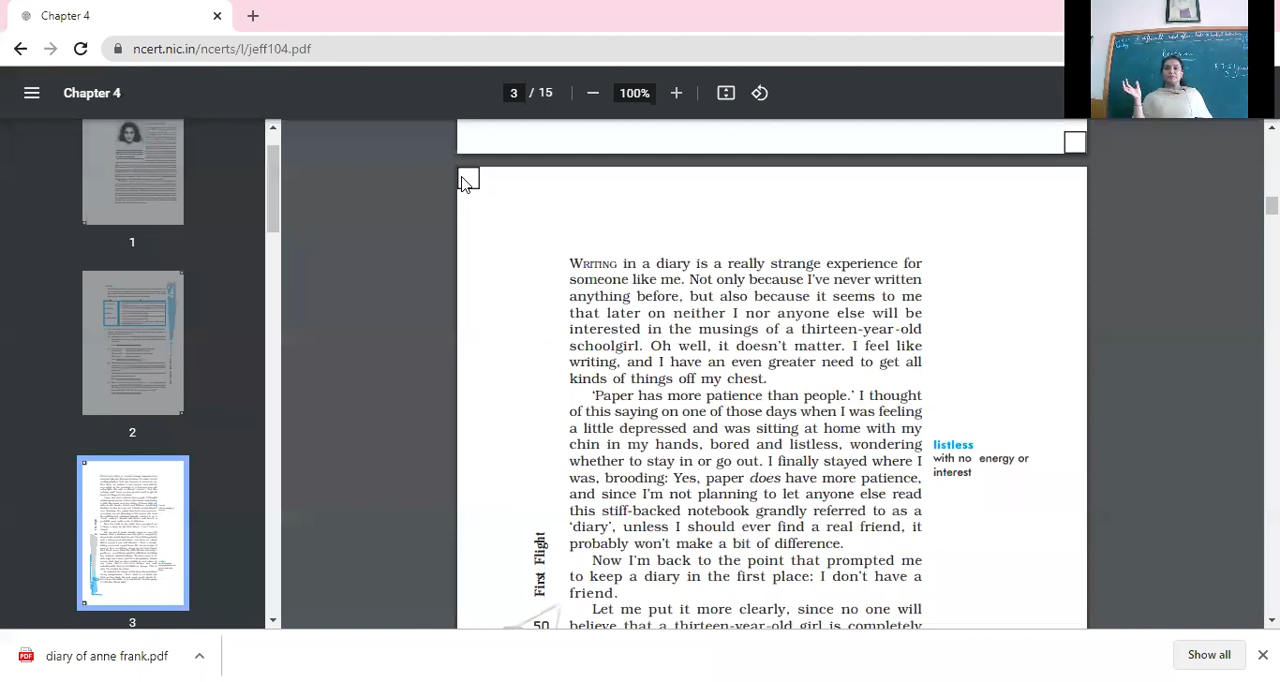 Chapter 4
ncert.nic.in/ncerts/l/jeff104.pdf
Chapter 4
3 / 15
100%
1
2
3
WRITING in a diary is a really strange experience for
someone like me. Not only because I've never written
anything before, but also because it seems to me
that later on neither I nor anyone else will be
interested in the musings of a thirteen-year-old
schoolgirl. Oh well, it doesn't matter. I feel like
writing, and I have an even greater need to get all
kinds of things off my chest.
'Paper has more patience than people.' I thought
of this saying on one of those days when I was feeling
a little depressed and was sitting at home with my
chin in my hands, bored and listless, wondering
whether to stay in or go out. I finally stayed where I
was, brooding: Yes, paper does have more patience,
and since I'm not planning to let anyone else read
this stiff-backed notebook grandly referred to as a
'diary', unless I should ever find a real friend, it
probably won't make a bit of difference.
Now I'm back to the point that prompted me
to keep a diary in the first place: I don't have a
friend.
Let me put it more clearly, since no one will
believe that a thirteen-year-old girl is completely
listless
with no energy or
interest
First Flight
50
PDF
diary of anne frank.pdf
Show all